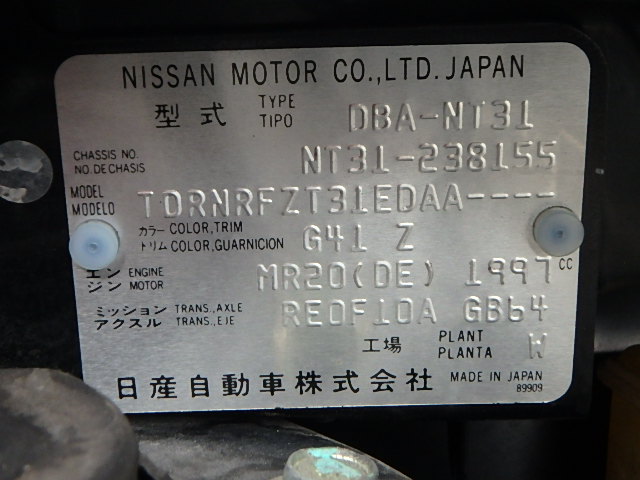 NISSAN MOTOR CO.,LTD. JAPAN
型式 TYPE TIPO DBA-NT31
CHASSIS NO. NO.DE CHASIS NT31-238155
MODEL MODELO TDRNRFZT31EDAA----
カラー COLOR,TRIM トリム COLOR,GUARNICION G41 Z
エンジン ENGINE MOTOR MR20(DE) 1997 CC
ミッション TRANS.,AXLE アクスル TRANS.,EJE RE0F10A GB64
工場 PLANT PLANTA W
日産自動車株式会社 MADE IN JAPAN
89909